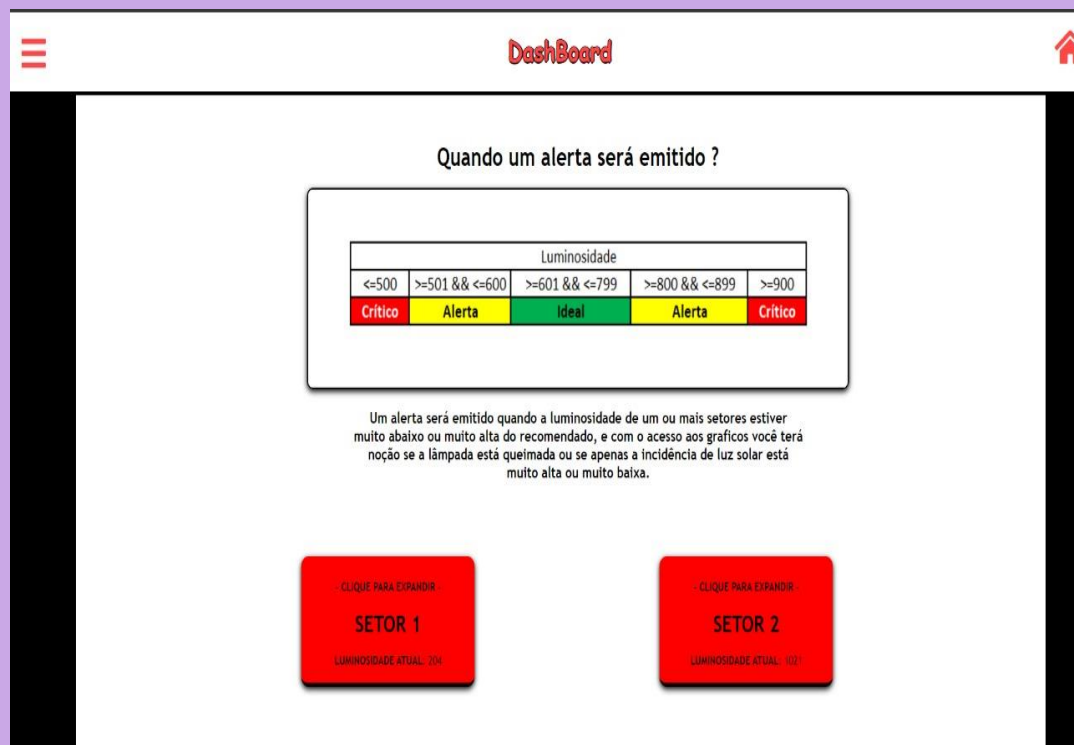 DashBoard
Quando um alerta será emitido ?
Luminosidade
<=500 >=501 && <=600 >=601 && <=799 >=800 && <=899 >=900
Crítico Alerta Ideal Alerta Crítico
Um alerta será emitido quando a luminosidade de um ou mais setores estiver
muito abaixo ou muito alta do recomendado, e com o acesso aos graficos você terá
noção se a lâmpada está queimada ou se apenas a incidência de luz solar está
muito alta ou muito baixa.
- CLIQUE PARA EXPANDIR -
SETOR 1
LUMINOSIDADE ATUAL: 204
- CLIQUE PARA EXPANDIR -
SETOR 2
LUMINOSIDADE ATUAL: 1021